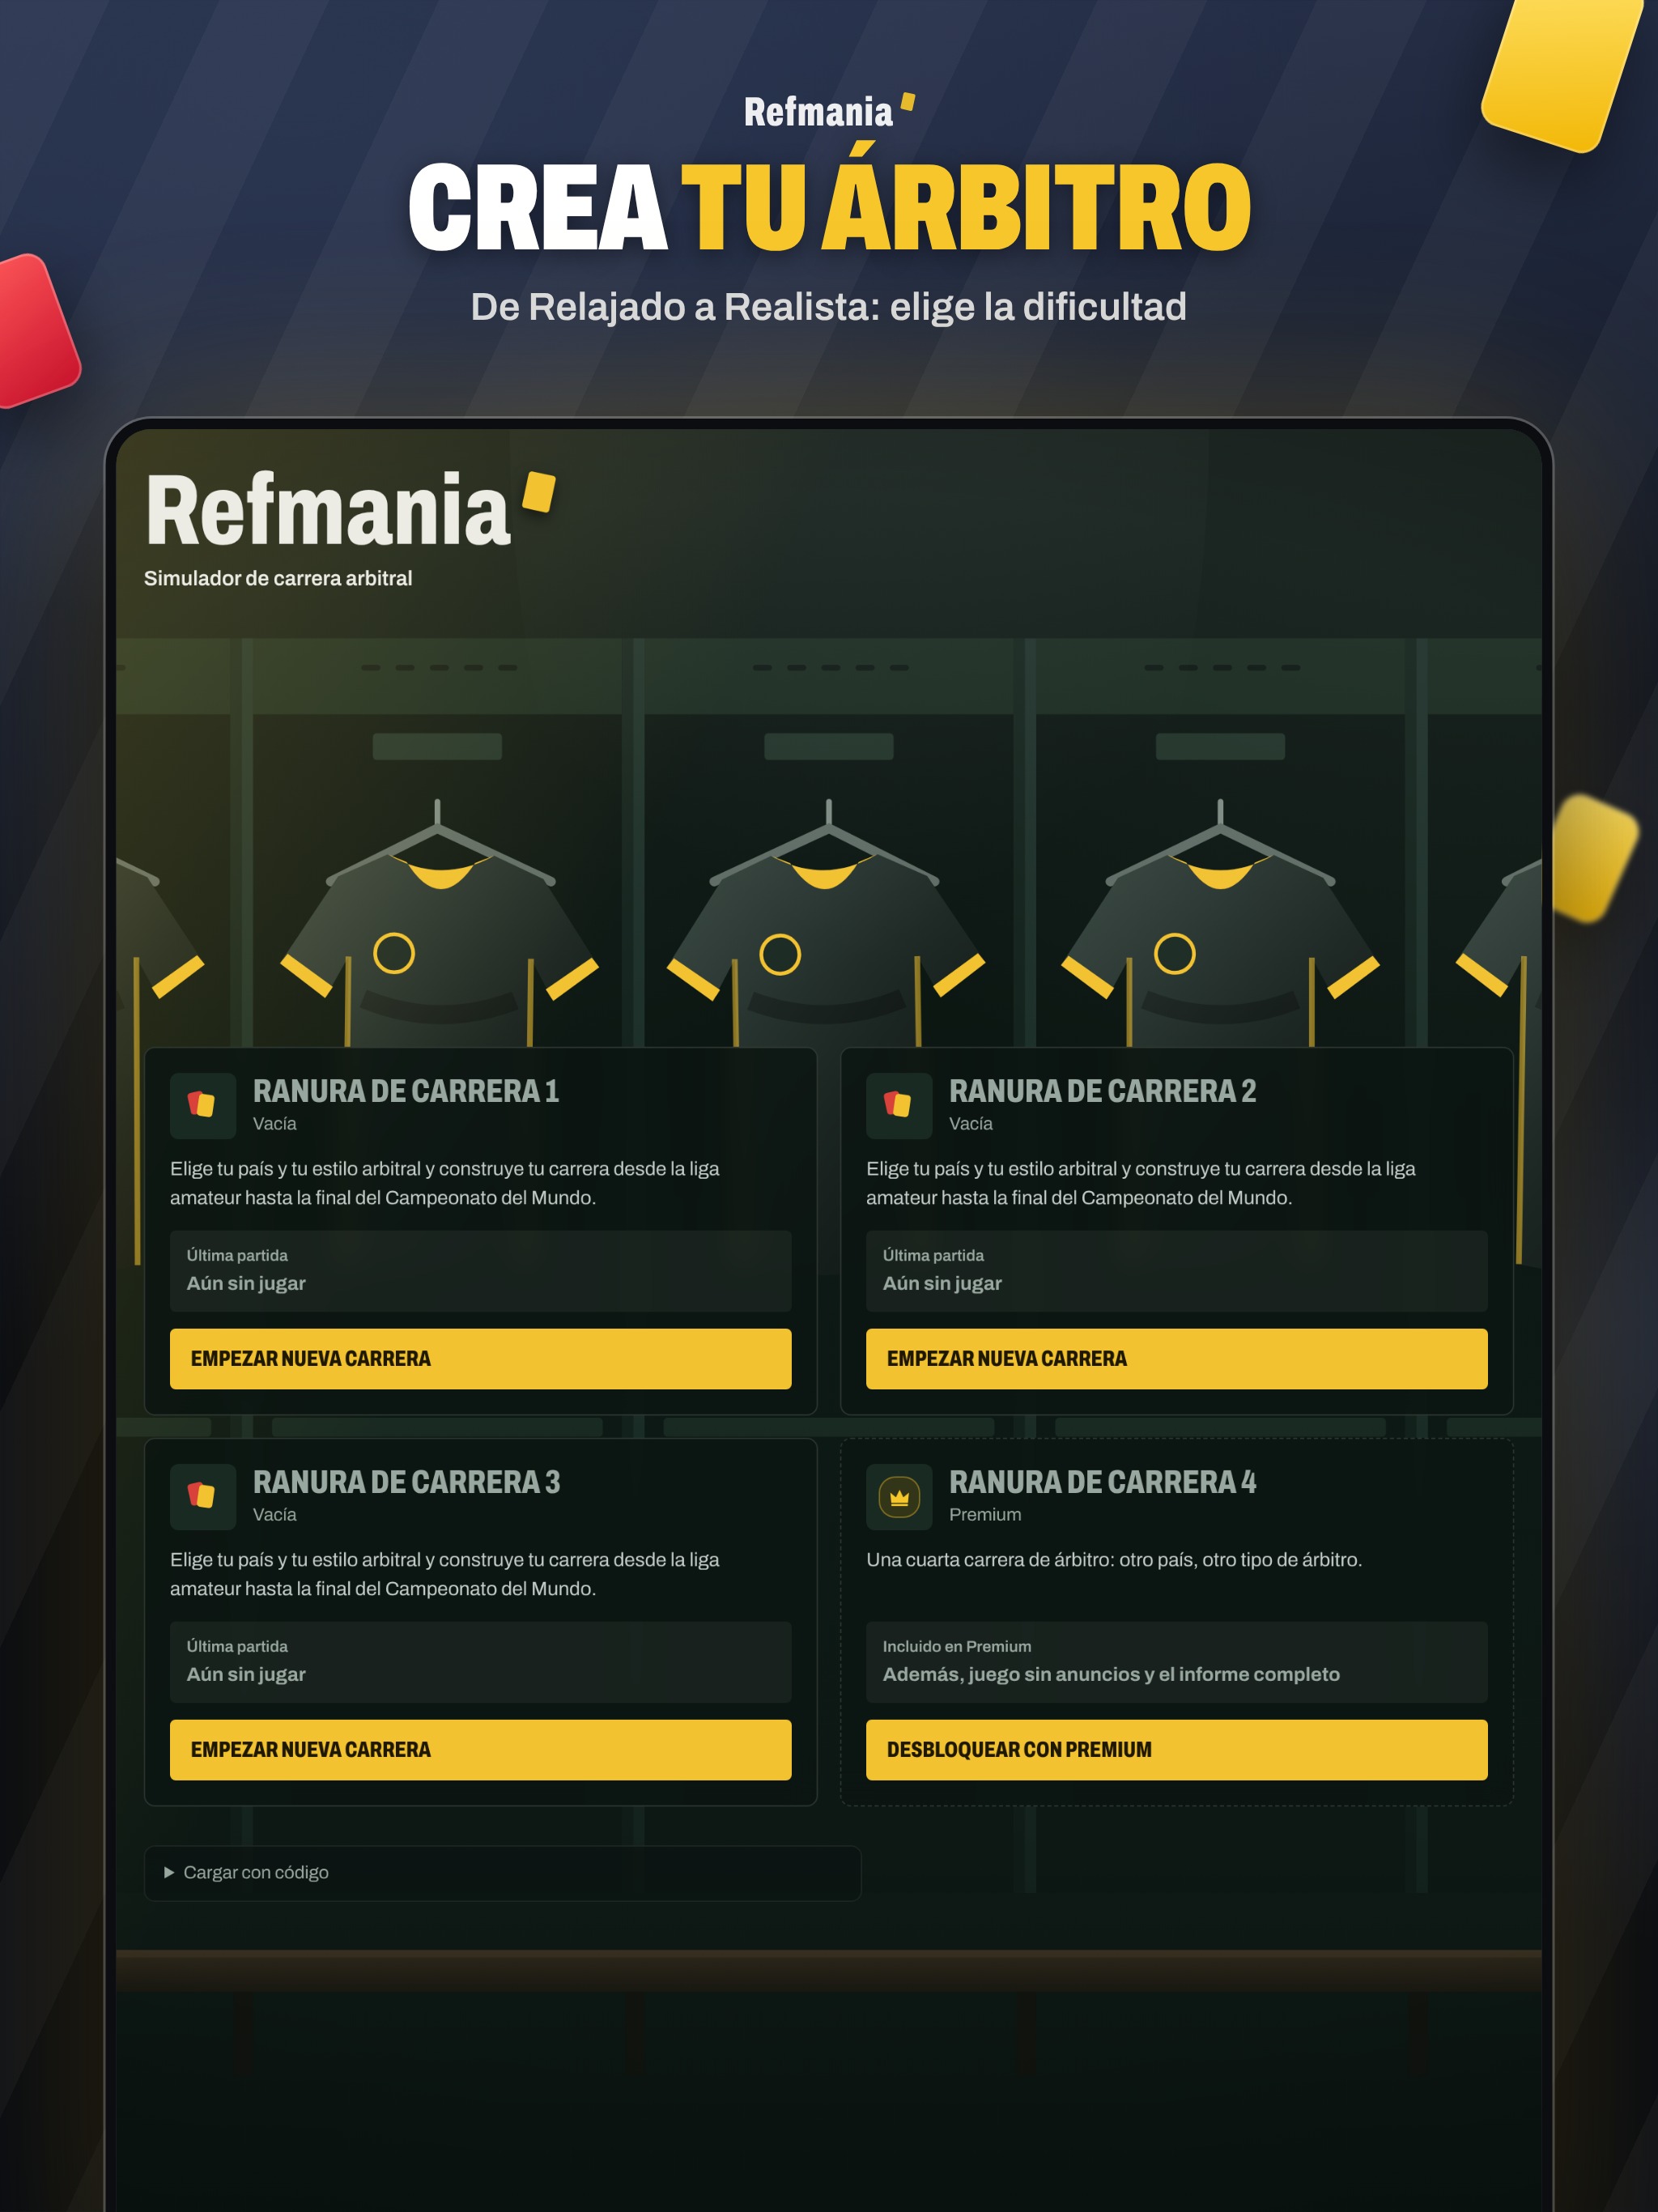 Refmania
CREA TU ÁRBITRO
De Relajado a Realista: elige la dificultad
Refmania
Simulador de carrera arbitral
RANURA DE CARRERA 1
Vacía
Elige tu país y tu estilo arbitral y construye tu carrera desde la liga
amateur hasta la final del Campeonato del Mundo.
Última partida
Aún sin jugar
EMPEZAR NUEVA CARRERA
RANURA DE CARRERA 2
Vacía
Elige tu país y tu estilo arbitral y construye tu carrera desde la liga
amateur hasta la final del Campeonato del Mundo.
Última partida
Aún sin jugar
EMPEZAR NUEVA CARRERA
RANURA DE CARRERA 3
Vacía
Elige tu país y tu estilo arbitral y construye tu carrera desde la liga
amateur hasta la final del Campeonato del Mundo.
Última partida
Aún sin jugar
EMPEZAR NUEVA CARRERA
RANURA DE CARRERA 4
Premium
Una cuarta carrera de árbitro: otro país, otro tipo de árbitro.
Incluido en Premium
Además, juego sin anuncios y el informe completo
DESBLOQUEAR CON PREMIUM
Cargar con código